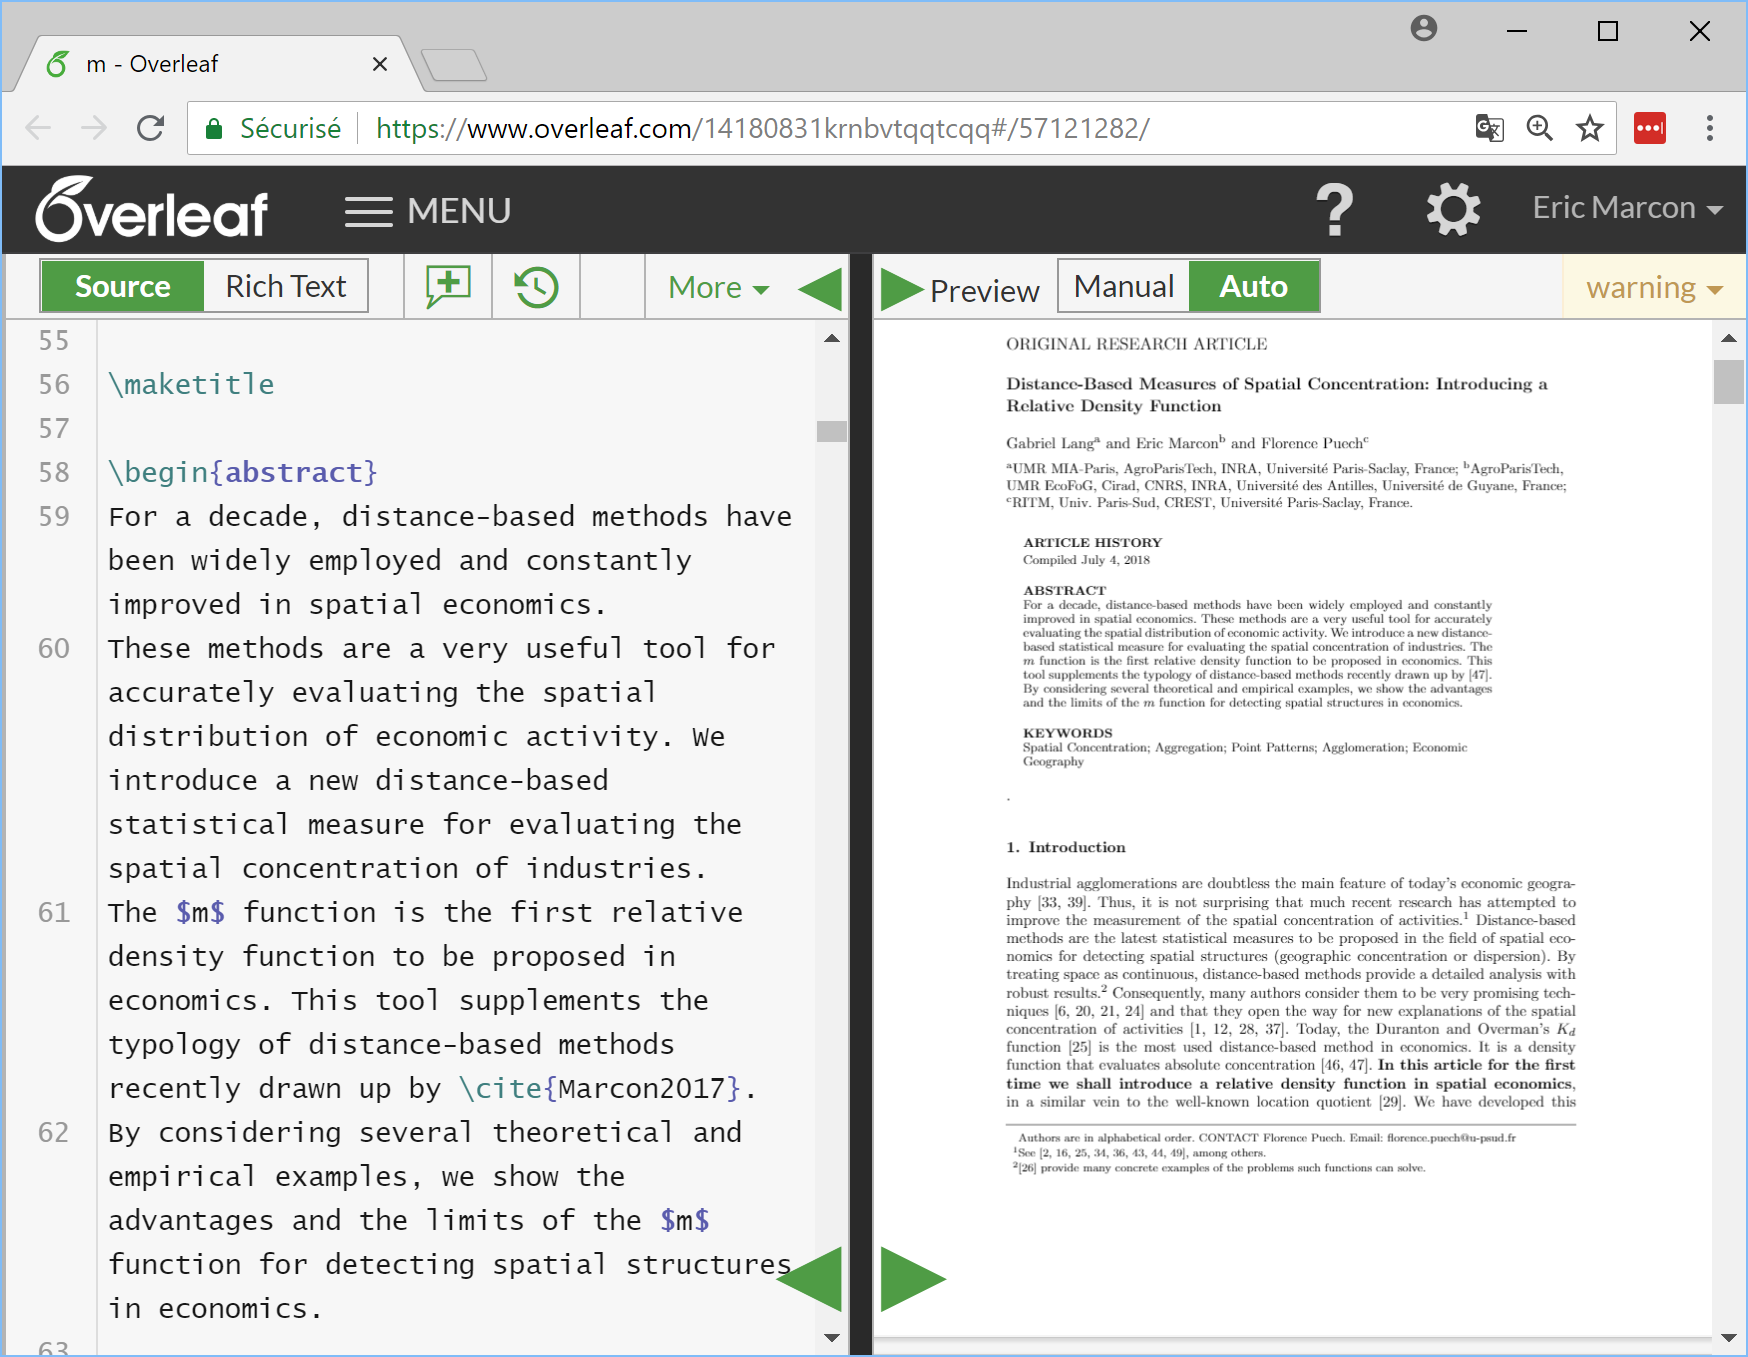 m - Overleaf
Sécurisé https://www.overleaf.com/14180831krnbvtqqtcqq#/57121282/
Overleaf MENU ? Eric Marcon
Source Rich Text More Preview Manual Auto warning
55
56 \maketitle
57
58 \begin{abstract}
59 For a decade, distance-based methods have
been widely employed and constantly
improved in spatial economics.
60 These methods are a very useful tool for
accurately evaluating the spatial
distribution of economic activity. We
introduce a new distance-based
statistical measure for evaluating the
spatial concentration of industries.
61 The $m$ function is the first relative
density function to be proposed in
economics. This tool supplements the
typology of distance-based methods
recently drawn up by \cite{Marcon2017}.
62 By considering several theoretical and
empirical examples, we show the
advantages and the limits of the $m$
function for detecting spatial structures
in economics.
63
ORIGINAL RESEARCH ARTICLE
Distance-Based Measures of Spatial Concentration: Introducing a
Relative Density Function
Gabriel Langᵃ and Eric Marconᵇ and Florence Puechᶜ
ᵃUMR MIA-Paris, AgroParisTech, INRA, Université Paris-Saclay, France; ᵇAgroParisTech,
UMR EcoFoG, Cirad, CNRS, INRA, Université des Antilles, Université de Guyane, France;
ᶜRITM, Univ. Paris-Sud, CREST, Université Paris-Saclay, France.
ARTICLE HISTORY
Compiled July 4, 2018
ABSTRACT
For a decade, distance-based methods have been widely employed and constantly
improved in spatial economics. These methods are a very useful tool for accurately
evaluating the spatial distribution of economic activity. We introduce a new distance-
based statistical measure for evaluating the spatial concentration of industries. The
m function is the first relative density function to be proposed in economics. This
tool supplements the typology of distance-based methods recently drawn up by [47].
By considering several theoretical and empirical examples, we show the advantages
and the limits of the m function for detecting spatial structures in economics.
KEYWORDS
Spatial Concentration; Aggregation; Point Patterns; Agglomeration; Economic
Geography
.
1. Introduction
Industrial agglomerations are doubtless the main feature of today's economic geogra-
phy [33, 39]. Thus, it is not surprising that much recent research has attempted to
improve the measurement of the spatial concentration of activities.¹ Distance-based
methods are the latest statistical measures to be proposed in the field of spatial eco-
nomics for detecting spatial structures (geographic concentration or dispersion). By
treating space as continuous, distance-based methods provide a detailed analysis with
robust results.² Consequently, many authors consider them to be very promising tech-
niques [6, 20, 21, 24] and that they open the way for new explanations of the spatial
concentration of activities [1, 12, 28, 37]. Today, the Duranton and Overman's Kd
function [25] is the most used distance-based method in economics. It is a density
function that evaluates absolute concentration [46, 47]. In this article for the first
time we shall introduce a relative density function in spatial economics,
in a similar vein to the well-known location quotient [29]. We have developed this
Authors are in alphabetical order. CONTACT Florence Puech. Email: florence.puech@u-psud.fr
¹See [2, 16, 25, 34, 36, 43, 44, 49], among others.
²[26] provide many concrete examples of the problems such functions can solve.